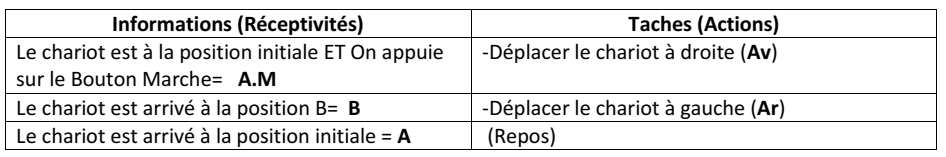 Informations (Réceptivités) Taches (Actions)
Le chariot est à la position initiale ET On appuie -Déplacer le chariot à droite (Av)
sur le Bouton Marche= A.M
Le chariot est arrivé à la position B= B -Déplacer le chariot à gauche (Ar)
Le chariot est arrivé à la position initiale = A (Repos)